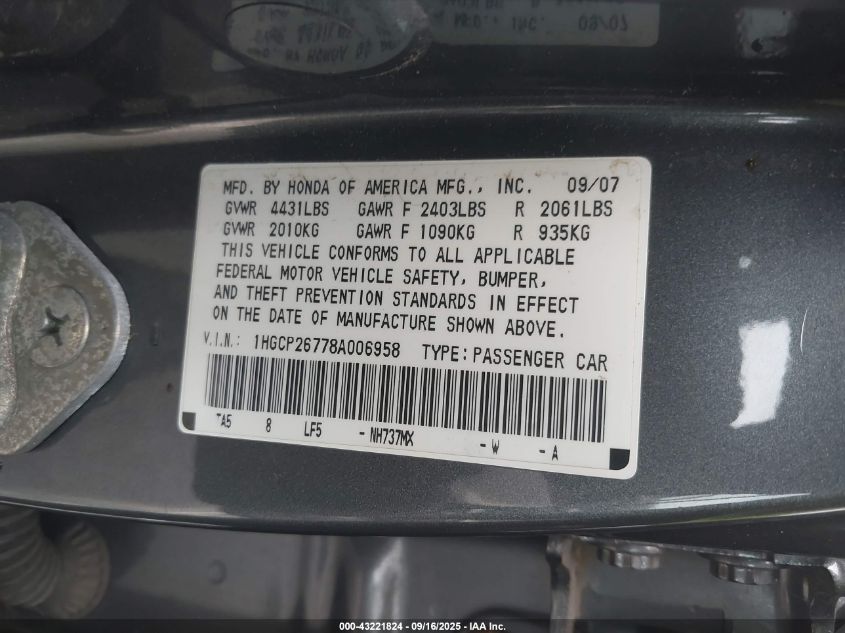 MFD. BY HONDA OF AMERICA MFG., INC. 09/07
GVWR 4431LBS GAWR F 2403LBS R 2061LBS
GVWR 2010KG GAWR F 1090KG R 935KG
THIS VEHICLE CONFORMS TO ALL APPLICABLE
FEDERAL MOTOR VEHICLE SAFETY, BUMPER,
AND THEFT PREVENTION STANDARDS IN EFFECT
ON THE DATE OF MANUFACTURE SHOWN ABOVE.
V.I.N.: 1HGCP26778A006958 TYPE:PASSENGER CAR
TA5 8 LF5 -NH737MX -W -A
000-43221824 - 09/16/2025 - IAA Inc.